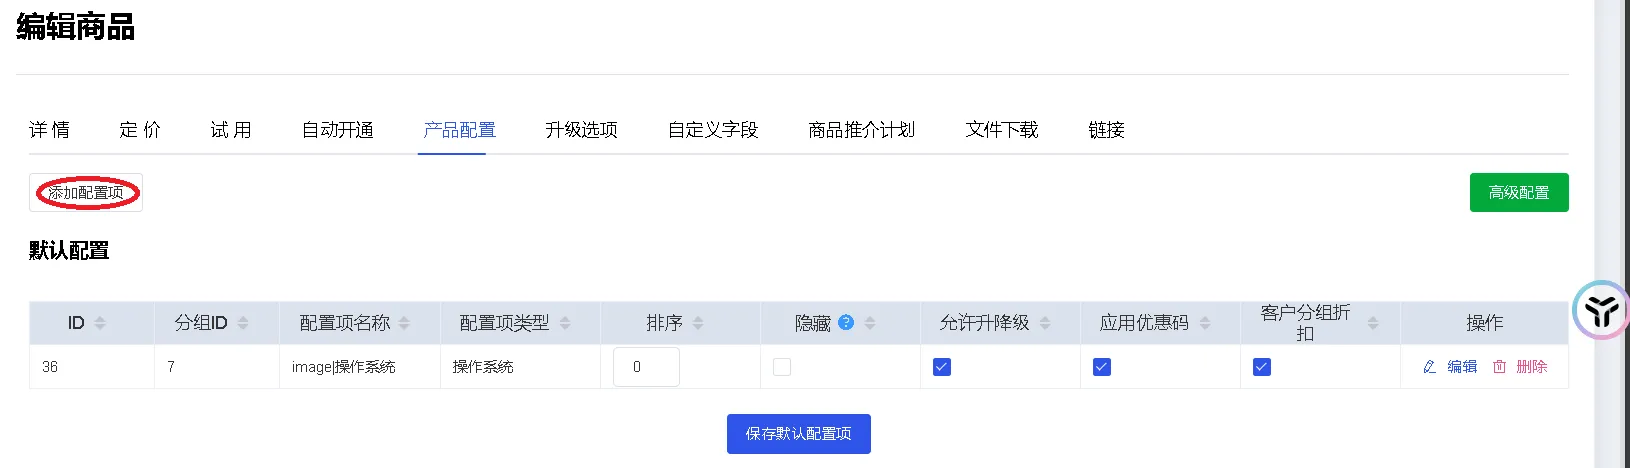 编辑商品
详 情 定 价 试 用 自动开通 产品配置 升级选项 自定义字段 商品推介计划 文件下载 链接
添加配置项 高级配置
默认配置
ID 分组ID 配置项名称 配置项类型 排序 隐藏 ? 允许升降级 应用优惠码 客户分组折扣 操作
36 7 image|操作系统 操作系统 0 编辑 删除
保存默认配置项